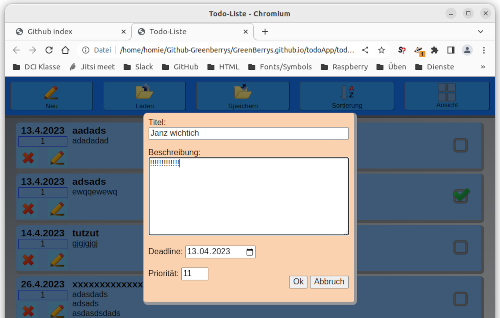 Todo-Liste - Chromium
Github Index
Todo-Liste
Datei
/home/homie/Github-Greenberrys/GreenBerrys.github.io/todoApp/tod...
DCI Klasse
Jitsi meet
Slack
GitHub
HTML
Fonts/Symbols
Raspberry
Üben
Dienste
»
Neu
Laden
Speichern
Sortierung
Ansicht
Titel:
Janz wichtich
Beschreibung:
!!!!!!!!!!!!!!
Deadline: 13.04.2023
Priorität: 11
Ok Abbruch
13.4.2023 aadads
1 adadadad
13.4.2023 adsads
1 ewqqewewq
14.4.2023 tutzut
1
26.4.2023 xxxxxxxxxxxxx
1 adasdads
adsads
asdasdsdads